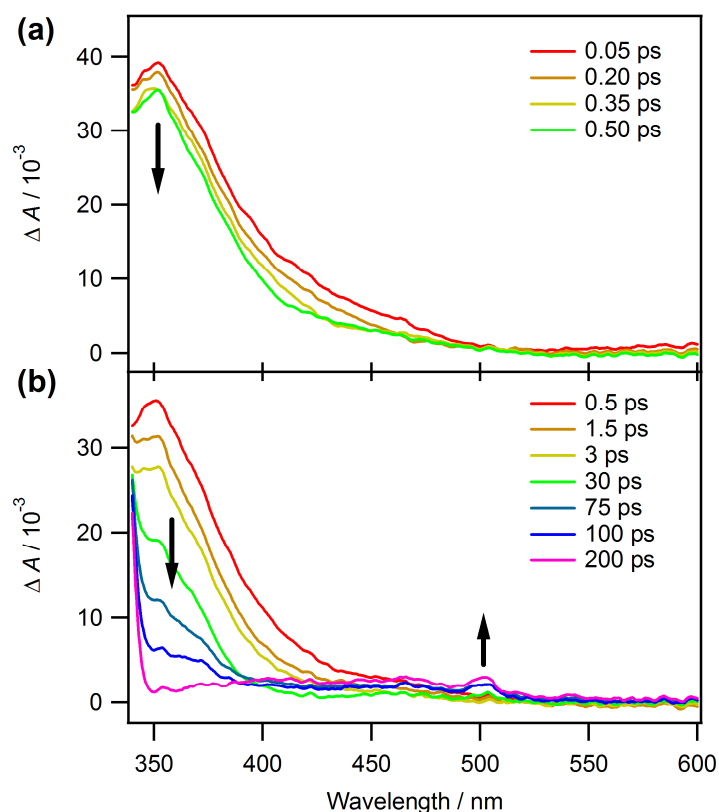 (a)
40
30
20
10
0
Δ A / 10⁻³
0.05 ps
0.20 ps
0.35 ps
0.50 ps
(b)
30
20
10
0
Δ A / 10⁻³
0.5 ps
1.5 ps
3 ps
30 ps
75 ps
100 ps
200 ps
350 400 450 500 550 600
Wavelength / nm